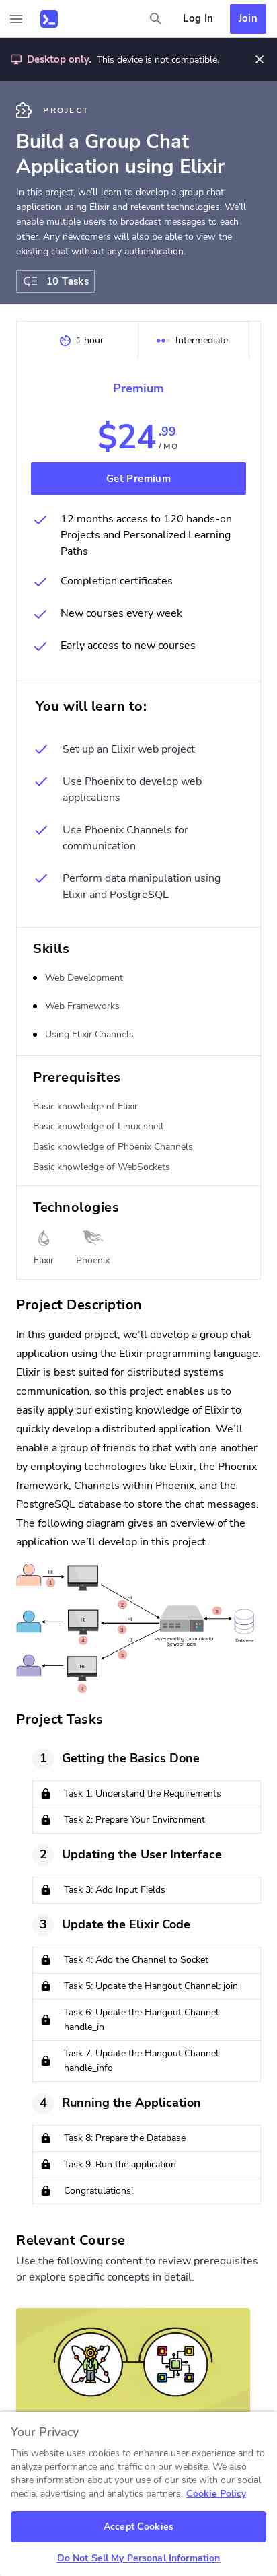 Log In
Join
Desktop only. This device is not compatible.
PROJECT
Build a Group Chat
Application using Elixir
In this project, we'll learn to develop a group chat
application using Elixir and relevant technologies. We'll
enable multiple users to broadcast messages to each
other. Any newcomers will also be able to view the
existing chat without any authentication.
10 Tasks
1 hour
Intermediate
Premium
$24.99
/ MO
Get Premium
12 months access to 120 hands-on
Projects and Personalized Learning
Paths
Completion certificates
New courses every week
Early access to new courses
You will learn to:
Set up an Elixir web project
Use Phoenix to develop web
applications
Use Phoenix Channels for
communication
Perform data manipulation using
Elixir and PostgreSQL
Skills
Web Development
Web Frameworks
Using Elixir Channels
Prerequisites
Basic knowledge of Elixir
Basic knowledge of Linux shell
Basic knowledge of Phoenix Channels
Basic knowledge of WebSockets
Technologies
Elixir
Phoenix
Project Description
In this guided project, we'll develop a group chat
application using the Elixir programming language.
Elixir is best suited for distributed systems
communication, so this project enables us to
easily apply our existing knowledge of Elixir to
quickly develop a distributed application. We'll
enable a group of friends to chat with one another
by employing technologies like Elixir, the Phoenix
framework, Channels within Phoenix, and the
PostgreSQL database to store the chat messages.
The following diagram gives an overview of the
application we'll develop in this project.
Hi
1
Hi
2
Hi
Hi
3
5
4
Hi
3
Hi
4
server enabling communication
between users
Database
Project Tasks
1 Getting the Basics Done
Task 1: Understand the Requirements
Task 2: Prepare Your Environment
2 Updating the User Interface
Task 3: Add Input Fields
3 Update the Elixir Code
Task 4: Add the Channel to Socket
Task 5: Update the Hangout Channel: join
Task 6: Update the Hangout Channel:
handle_in
Task 7: Update the Hangout Channel:
handle_info
4 Running the Application
Task 8: Prepare the Database
Task 9: Run the application
Congratulations!
Relevant Course
Use the following content to review prerequisites
or explore specific concepts in detail.
Your Privacy
This website uses cookies to enhance user experience and to
analyze performance and traffic on our website. We also
share information about your use of our site with our social
media, advertising and analytics partners. Cookie Policy
Accept Cookies
Do Not Sell My Personal Information